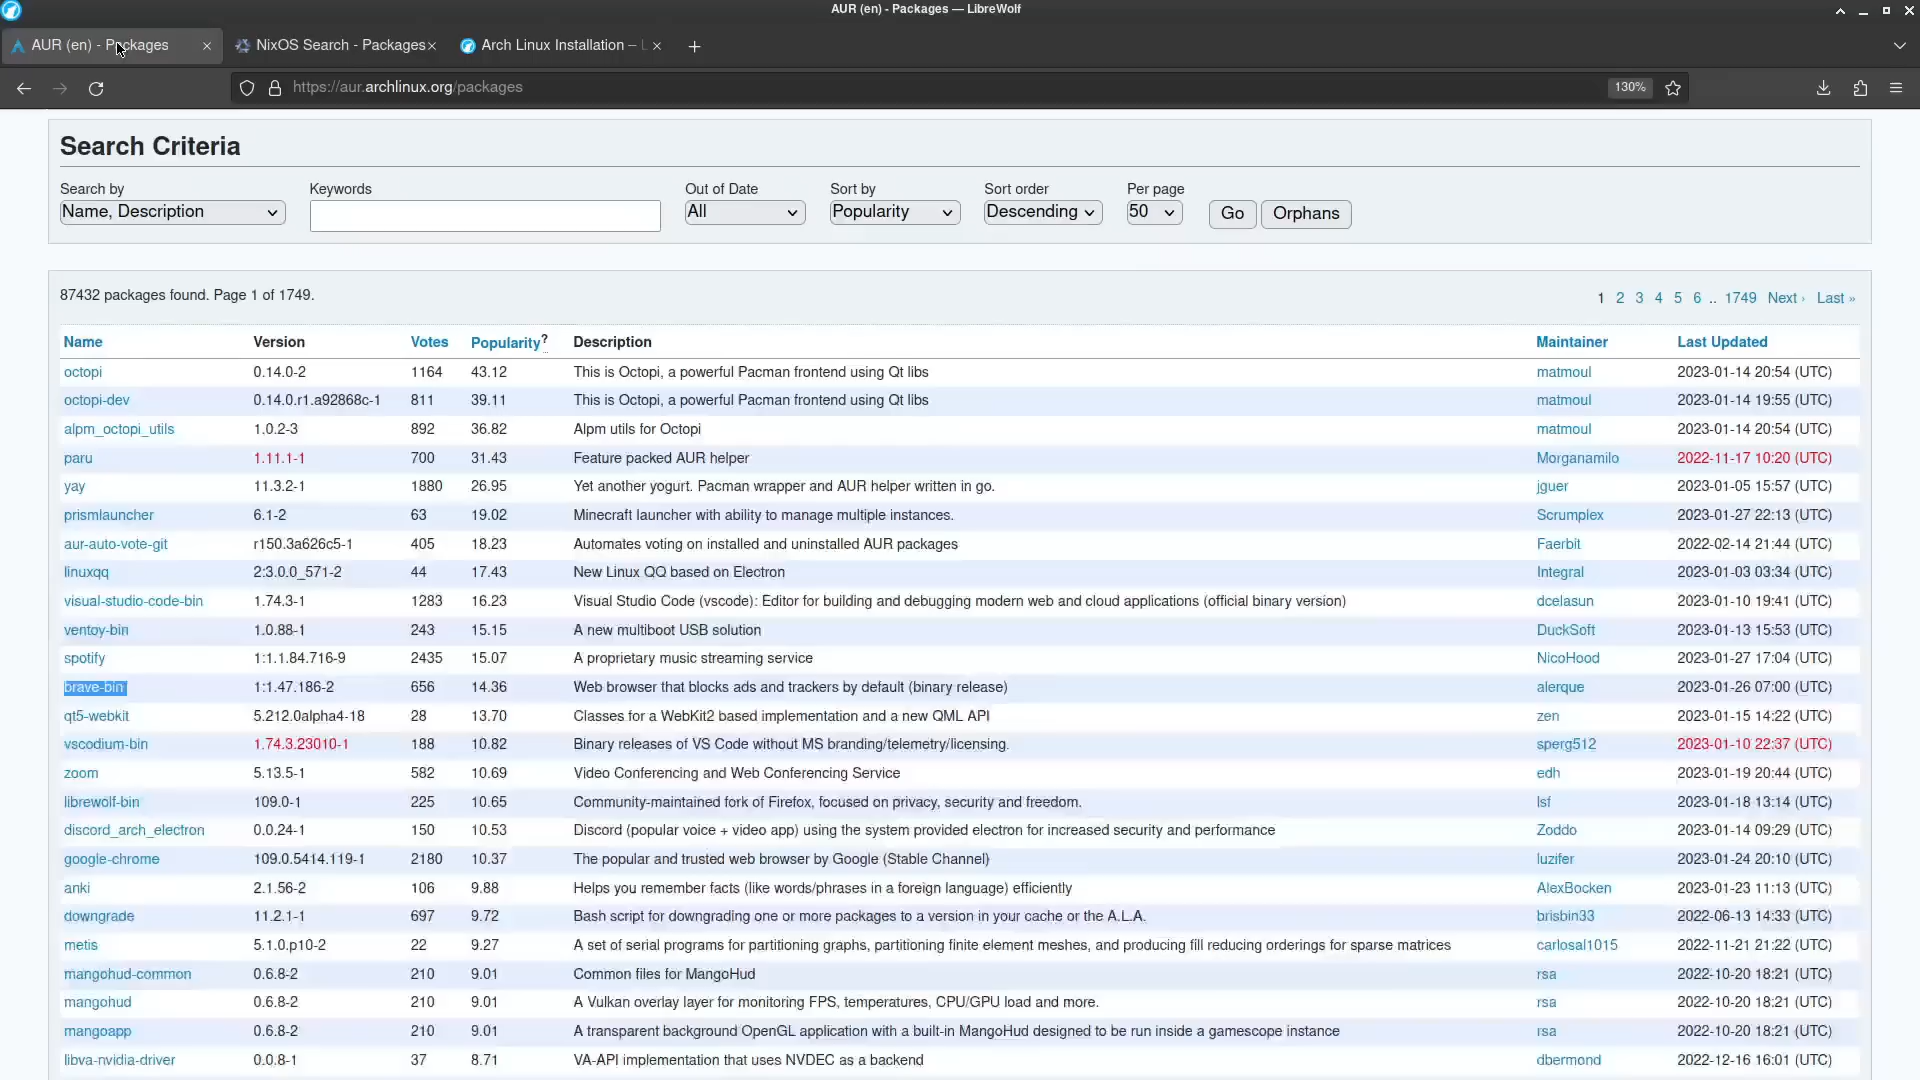 AUR (en) - Packages — LibreWolf
AUR (en) - Packages
NixOS Search - Packages
Arch Linux Installation –
https://aur.archlinux.org/packages
130%
Search Criteria
Search by Keywords Out of Date Sort by Sort order Per page
Name, Description All Popularity Descending 50 Go Orphans
87432 packages found. Page 1 of 1749.
1 2 3 4 5 6 .. 1749 Next › Last »
Name Version Votes Popularity? Description Maintainer Last Updated
octopi 0.14.0-2 1164 43.12 This is Octopi, a powerful Pacman frontend using Qt libs matmoul 2023-01-14 20:54 (UTC)
octopi-dev 0.14.0.r1.a92868c-1 811 39.11 This is Octopi, a powerful Pacman frontend using Qt libs matmoul 2023-01-14 19:55 (UTC)
alpm_octopi_utils 1.0.2-3 892 36.82 Alpm utils for Octopi matmoul 2023-01-14 20:54 (UTC)
paru 1.11.1-1 700 31.43 Feature packed AUR helper Morganamilo 2022-11-17 10:20 (UTC)
yay 11.3.2-1 1880 26.95 Yet another yogurt. Pacman wrapper and AUR helper written in go. jguer 2023-01-05 15:57 (UTC)
prismlauncher 6.1-2 63 19.02 Minecraft launcher with ability to manage multiple instances. Scrumplex 2023-01-27 22:13 (UTC)
aur-auto-vote-git r150.3a626c5-1 405 18.23 Automates voting on installed and uninstalled AUR packages Faerbit 2022-02-14 21:44 (UTC)
linuxqq 2:3.0.0_571-2 44 17.43 New Linux QQ based on Electron Integral 2023-01-03 03:34 (UTC)
visual-studio-code-bin 1.74.3-1 1283 16.23 Visual Studio Code (vscode): Editor for building and debugging modern web and cloud applications (official binary version) dcelasun 2023-01-10 19:41 (UTC)
ventoy-bin 1.0.88-1 243 15.15 A new multiboot USB solution DuckSoft 2023-01-13 15:53 (UTC)
spotify 1:1.1.84.716-9 2435 15.07 A proprietary music streaming service NicoHood 2023-01-27 17:04 (UTC)
brave-bin 1:1.47.186-2 656 14.36 Web browser that blocks ads and trackers by default (binary release) alerque 2023-01-26 07:00 (UTC)
qt5-webkit 5.212.0alpha4-18 28 13.70 Classes for a WebKit2 based implementation and a new QML API zen 2023-01-15 14:22 (UTC)
vscodium-bin 1.74.3.23010-1 188 10.82 Binary releases of VS Code without MS branding/telemetry/licensing. sperg512 2023-01-10 22:37 (UTC)
zoom 5.13.5-1 582 10.69 Video Conferencing and Web Conferencing Service edh 2023-01-19 20:44 (UTC)
librewolf-bin 109.0-1 225 10.65 Community-maintained fork of Firefox, focused on privacy, security and freedom. lsf 2023-01-18 13:14 (UTC)
discord_arch_electron 0.0.24-1 150 10.53 Discord (popular voice + video app) using the system provided electron for increased security and performance Zoddo 2023-01-14 09:29 (UTC)
google-chrome 109.0.5414.119-1 2180 10.37 The popular and trusted web browser by Google (Stable Channel) luzifer 2023-01-24 20:10 (UTC)
anki 2.1.56-2 106 9.88 Helps you remember facts (like words/phrases in a foreign language) efficiently AlexBocken 2023-01-23 11:13 (UTC)
downgrade 11.2.1-1 697 9.72 Bash script for downgrading one or more packages to a version in your cache or the A.L.A. brisbin33 2022-06-13 14:33 (UTC)
metis 5.1.0.p10-2 22 9.27 A set of serial programs for partitioning graphs, partitioning finite element meshes, and producing fill reducing orderings for sparse matrices carlosal1015 2022-11-21 21:22 (UTC)
mangohud-common 0.6.8-2 210 9.01 Common files for MangoHud rsa 2022-10-20 18:21 (UTC)
mangohud 0.6.8-2 210 9.01 A Vulkan overlay layer for monitoring FPS, temperatures, CPU/GPU load and more. rsa 2022-10-20 18:21 (UTC)
mangoapp 0.6.8-2 210 9.01 A transparent background OpenGL application with a built-in MangoHud designed to be run inside a gamescope instance rsa 2022-10-20 18:21 (UTC)
libva-nvidia-driver 0.0.8-1 37 8.71 VA-API implementation that uses NVDEC as a backend dbermond 2022-12-16 16:01 (UTC)